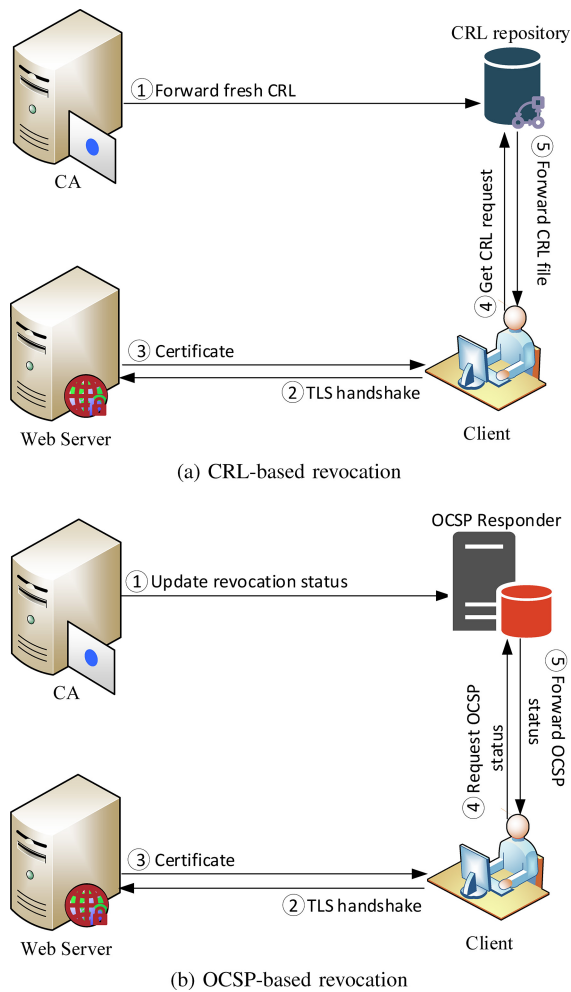 CRL repository
① Forward fresh CRL
CA
④ Get CRL request
⑤ Forward CRL file
③ Certificate
② TLS handshake
Web Server
Client
(a) CRL-based revocation
OCSP Responder
① Update revocation status
CA
④ Request OCSP
status
⑤ Forward OCSP
status
③ Certificate
② TLS handshake
Web Server
Client
(b) OCSP-based revocation